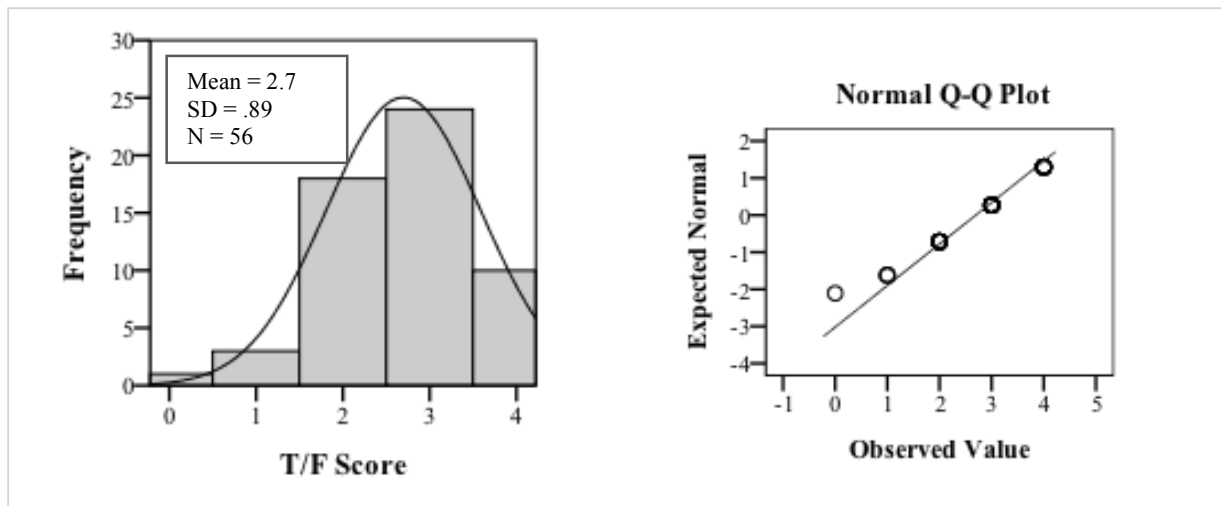 30
25
20
15
10
5
0
Frequency
Mean = 2.7
SD = .89
N = 56
0 1 2 3 4
T/F Score
Normal Q-Q Plot
2
1
0
-1
-2
-3
-4
Expected Normal
-1 0 1 2 3 4 5
Observed Value